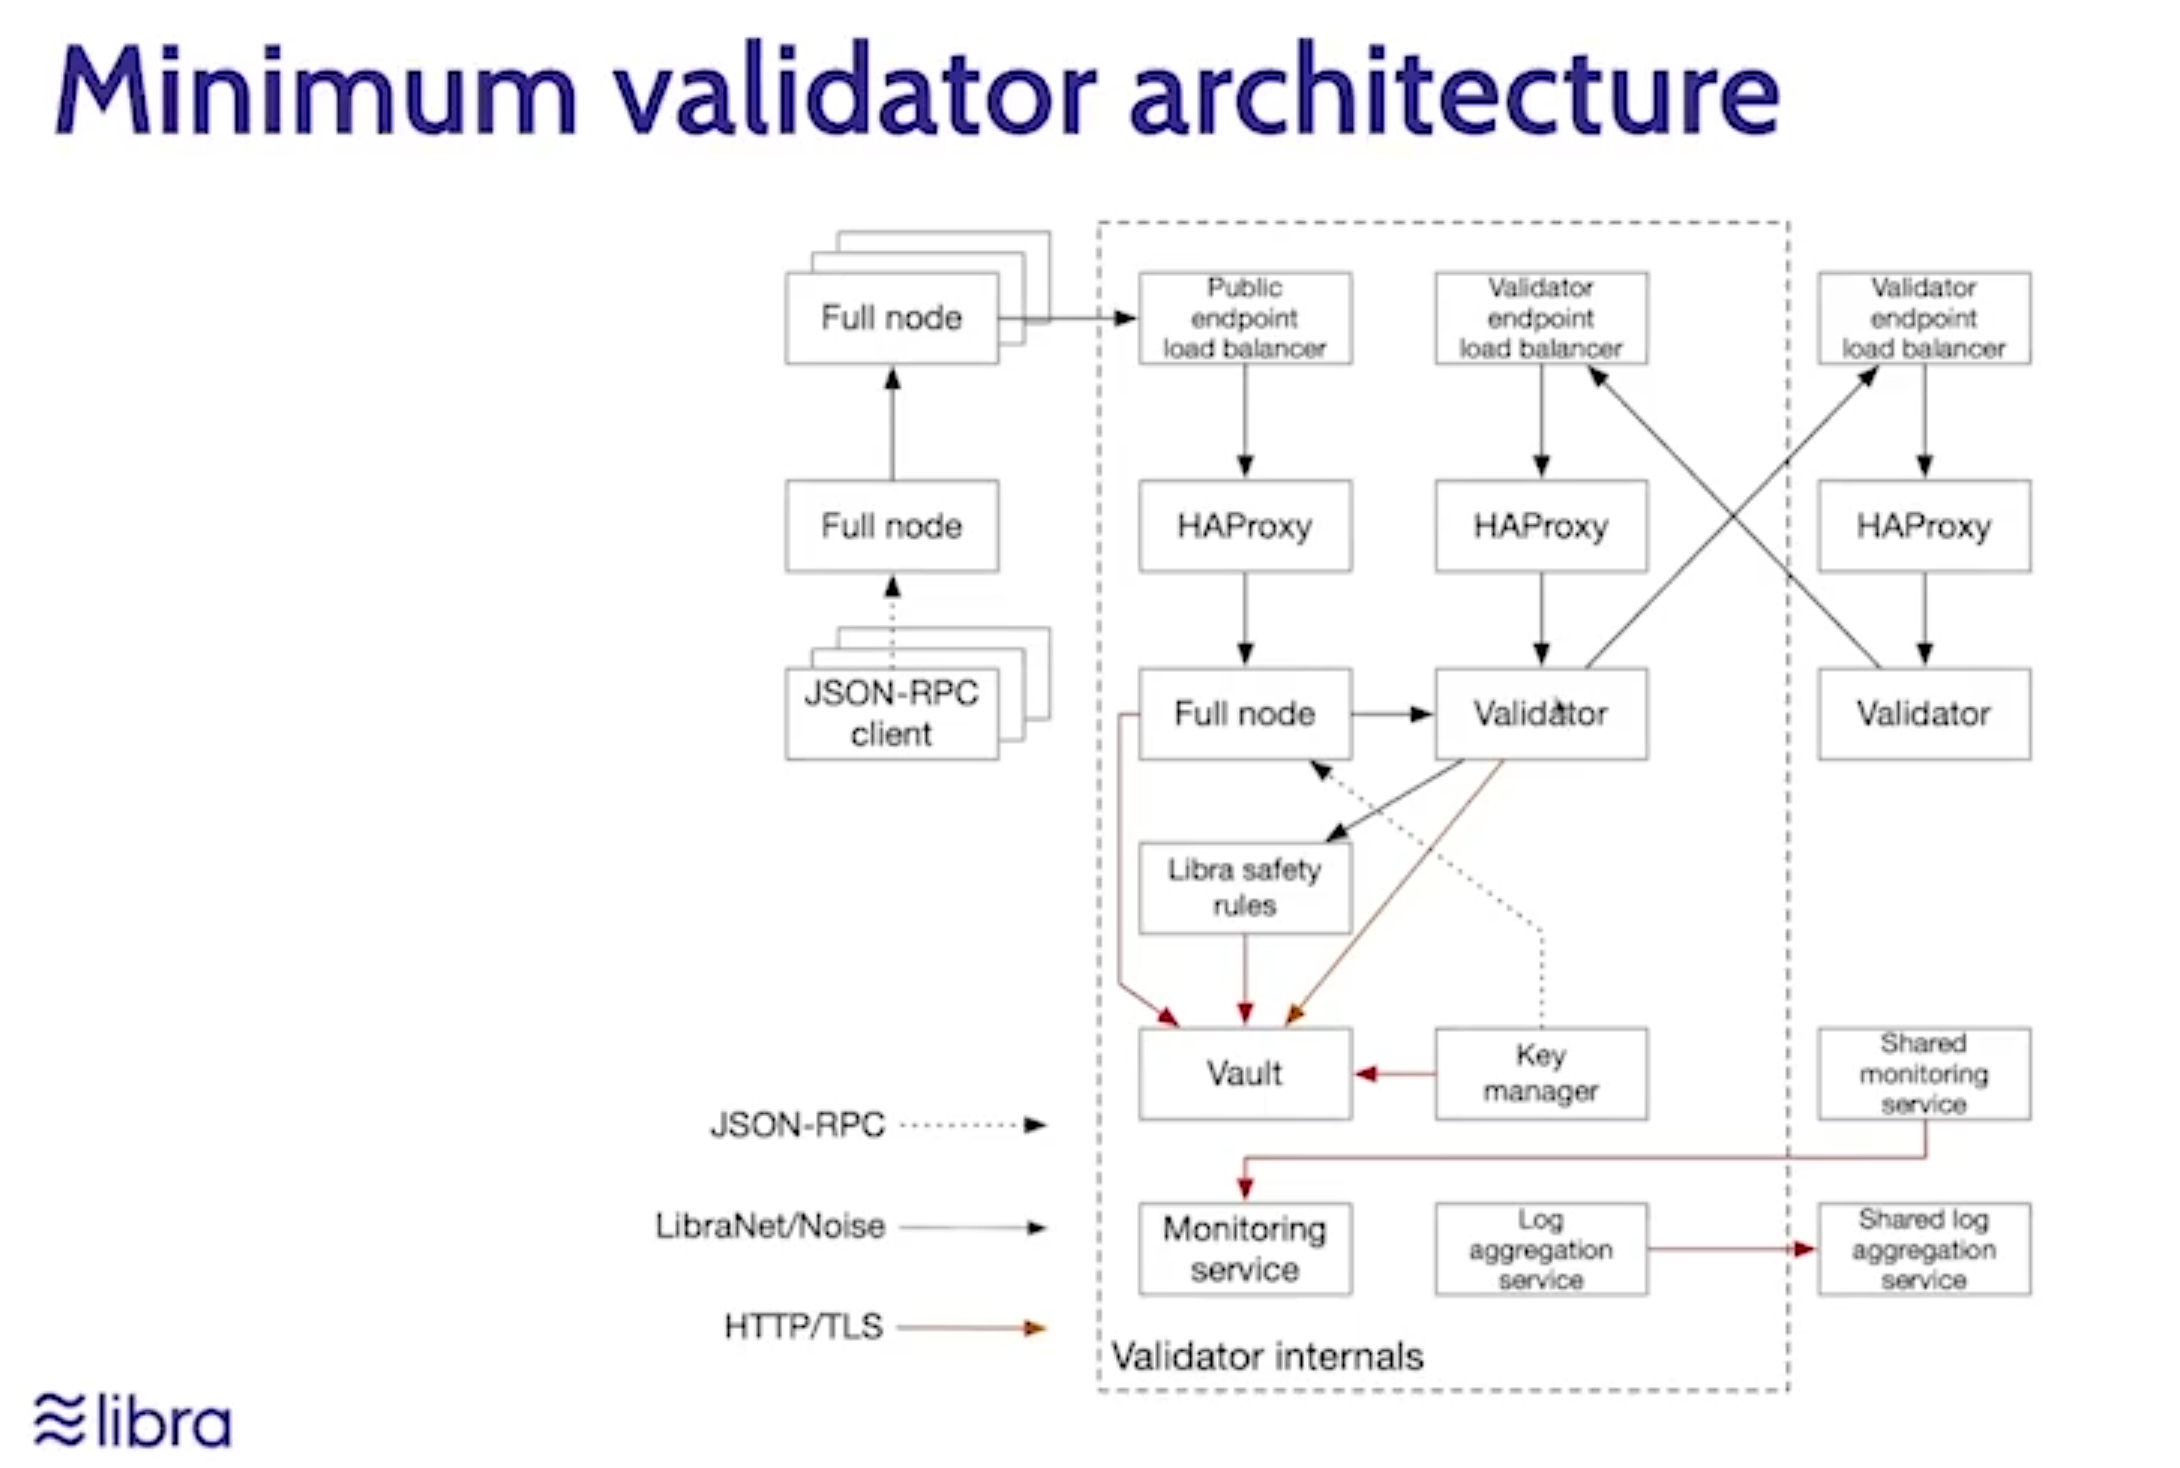 Minimum validator architecture
Full node
Public
endpoint
load balancer
Validator
endpoint
load balancer
Validator
endpoint
load balancer
Full node
HAProxy
HAProxy
HAProxy
JSON-RPC
client
Full node
Validator
Validator
Libra safety
rules
Vault
Key
manager
Shared
monitoring
service
JSON-RPC
LibraNet/Noise
HTTP/TLS
Monitoring
service
Log
aggregation
service
Shared log
aggregation
service
Validator internals
libra